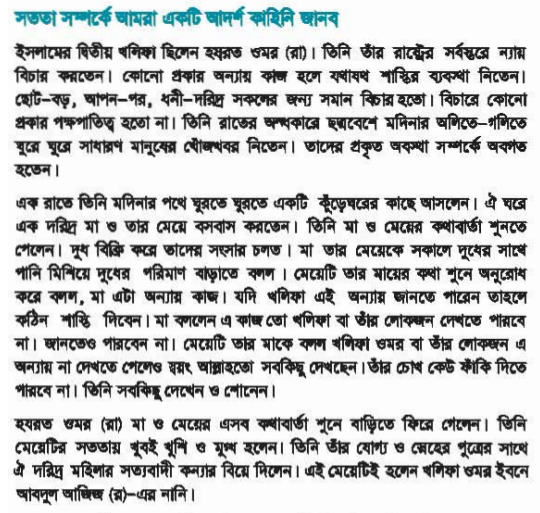 সততা সম্পর্কে আমরা একটি আদর্শ কাহিনি জানব
ইসলামের দ্বিতীয় খলিফা ছিলেন হযরত ওমর (রা)। তিনি তাঁর রাষ্ট্রের সর্বস্তরে ন্যায়
বিচার করতেন। কোনো প্রকার অন্যায় কাজ হলে যথাযথ শাস্তির ব্যবস্থা নিতেন।
ছোট-বড়, আপন-পর, ধনী-দরিদ্র সকলের জন্য সমান বিচার হতো। বিচারে কোনো
প্রকার পক্ষপাতিত্ব হতো না। তিনি রাতের অন্ধকারে ছদ্মবেশে মদিনার অলিতে-গলিতে
ঘুরে ঘুরে সাধারণ মানুষের খোঁজখবর নিতেন। তাদের প্রকৃত অবস্থা সম্পর্কে অবগত
হতেন।
এক রাতে তিনি মদিনার পথে ঘুরতে ঘুরতে একটি কুঁড়েঘরের কাছে আসলেন। ঐ ঘরে
এক দরিদ্র মা ও তার মেয়ে বসবাস করতেন। তিনি মা ও মেয়ের কথাবার্তা শুনতে
পেলেন। দুধ বিক্রি করে তাদের সংসার চলত। মা তার মেয়েকে সকালে দুধের সাথে
পানি মিশিয়ে দুধের পরিমাণ বাড়াতে বলল। মেয়েটি তার মায়ের কথা শুনে অনুরোধ
করে বলল, মা এটা অন্যায় কাজ। যদি খলিফা এই অন্যায় জানতে পারেন তাহলে
কঠিন শাস্তি দিবেন। মা বললেন এ কাজ তো খলিফা বা তাঁর লোকজন দেখতে পারবে
না। জানতেও পারবেন না। মেয়েটি তার মাকে বলল খলিফা ওমর বা তাঁর লোকজন এ
অন্যায় না দেখতে পেলেও স্বয়ং আল্লাহতো সবকিছু দেখছেন। তাঁর চোখ কেউ ফাঁকি দিতে
পারবে না। তিনি সবকিছু দেখেন ও শোনেন।
হযরত ওমর (রা) মা ও মেয়ের এসব কথাবার্তা শুনে বাড়িতে ফিরে গেলেন। তিনি
মেয়েটির সততায় খুবই খুশি ও মুগ্ধ হলেন। তিনি তাঁর যোগ্য ও স্নেহের পুত্রের সাথে
ঐ দরিদ্র মহিলার সত্যবাদী কন্যার বিয়ে দিলেন। এই মেয়েটিই হলেন খলিফা ওমর ইবনে
আবদুল আজিজ (র)-এর নানি।